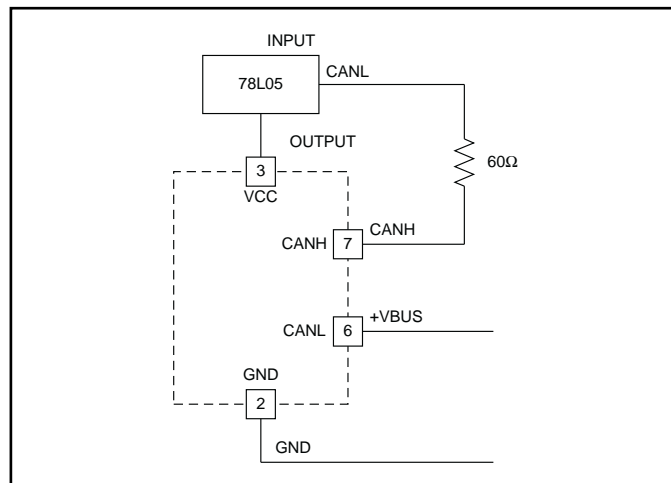 INPUT
78L05
CANL
OUTPUT
3
VCC
60Ω
CANH
7
CANH
CANL
6
+VBUS
GND
2
GND